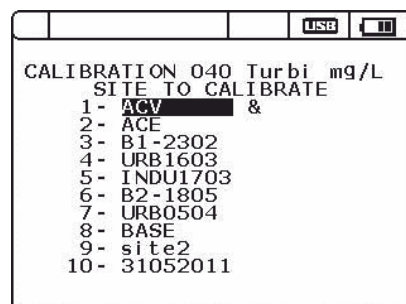 USB
CALIBRATION 040 Turbi mg/L
SITE TO CALIBRATE
1- ACV &
2- ACE
3- B1-2302
4- URB1603
5- INDU1703
6- B2-1805
7- URB0504
8- BASE
9- site2
10- 31052011